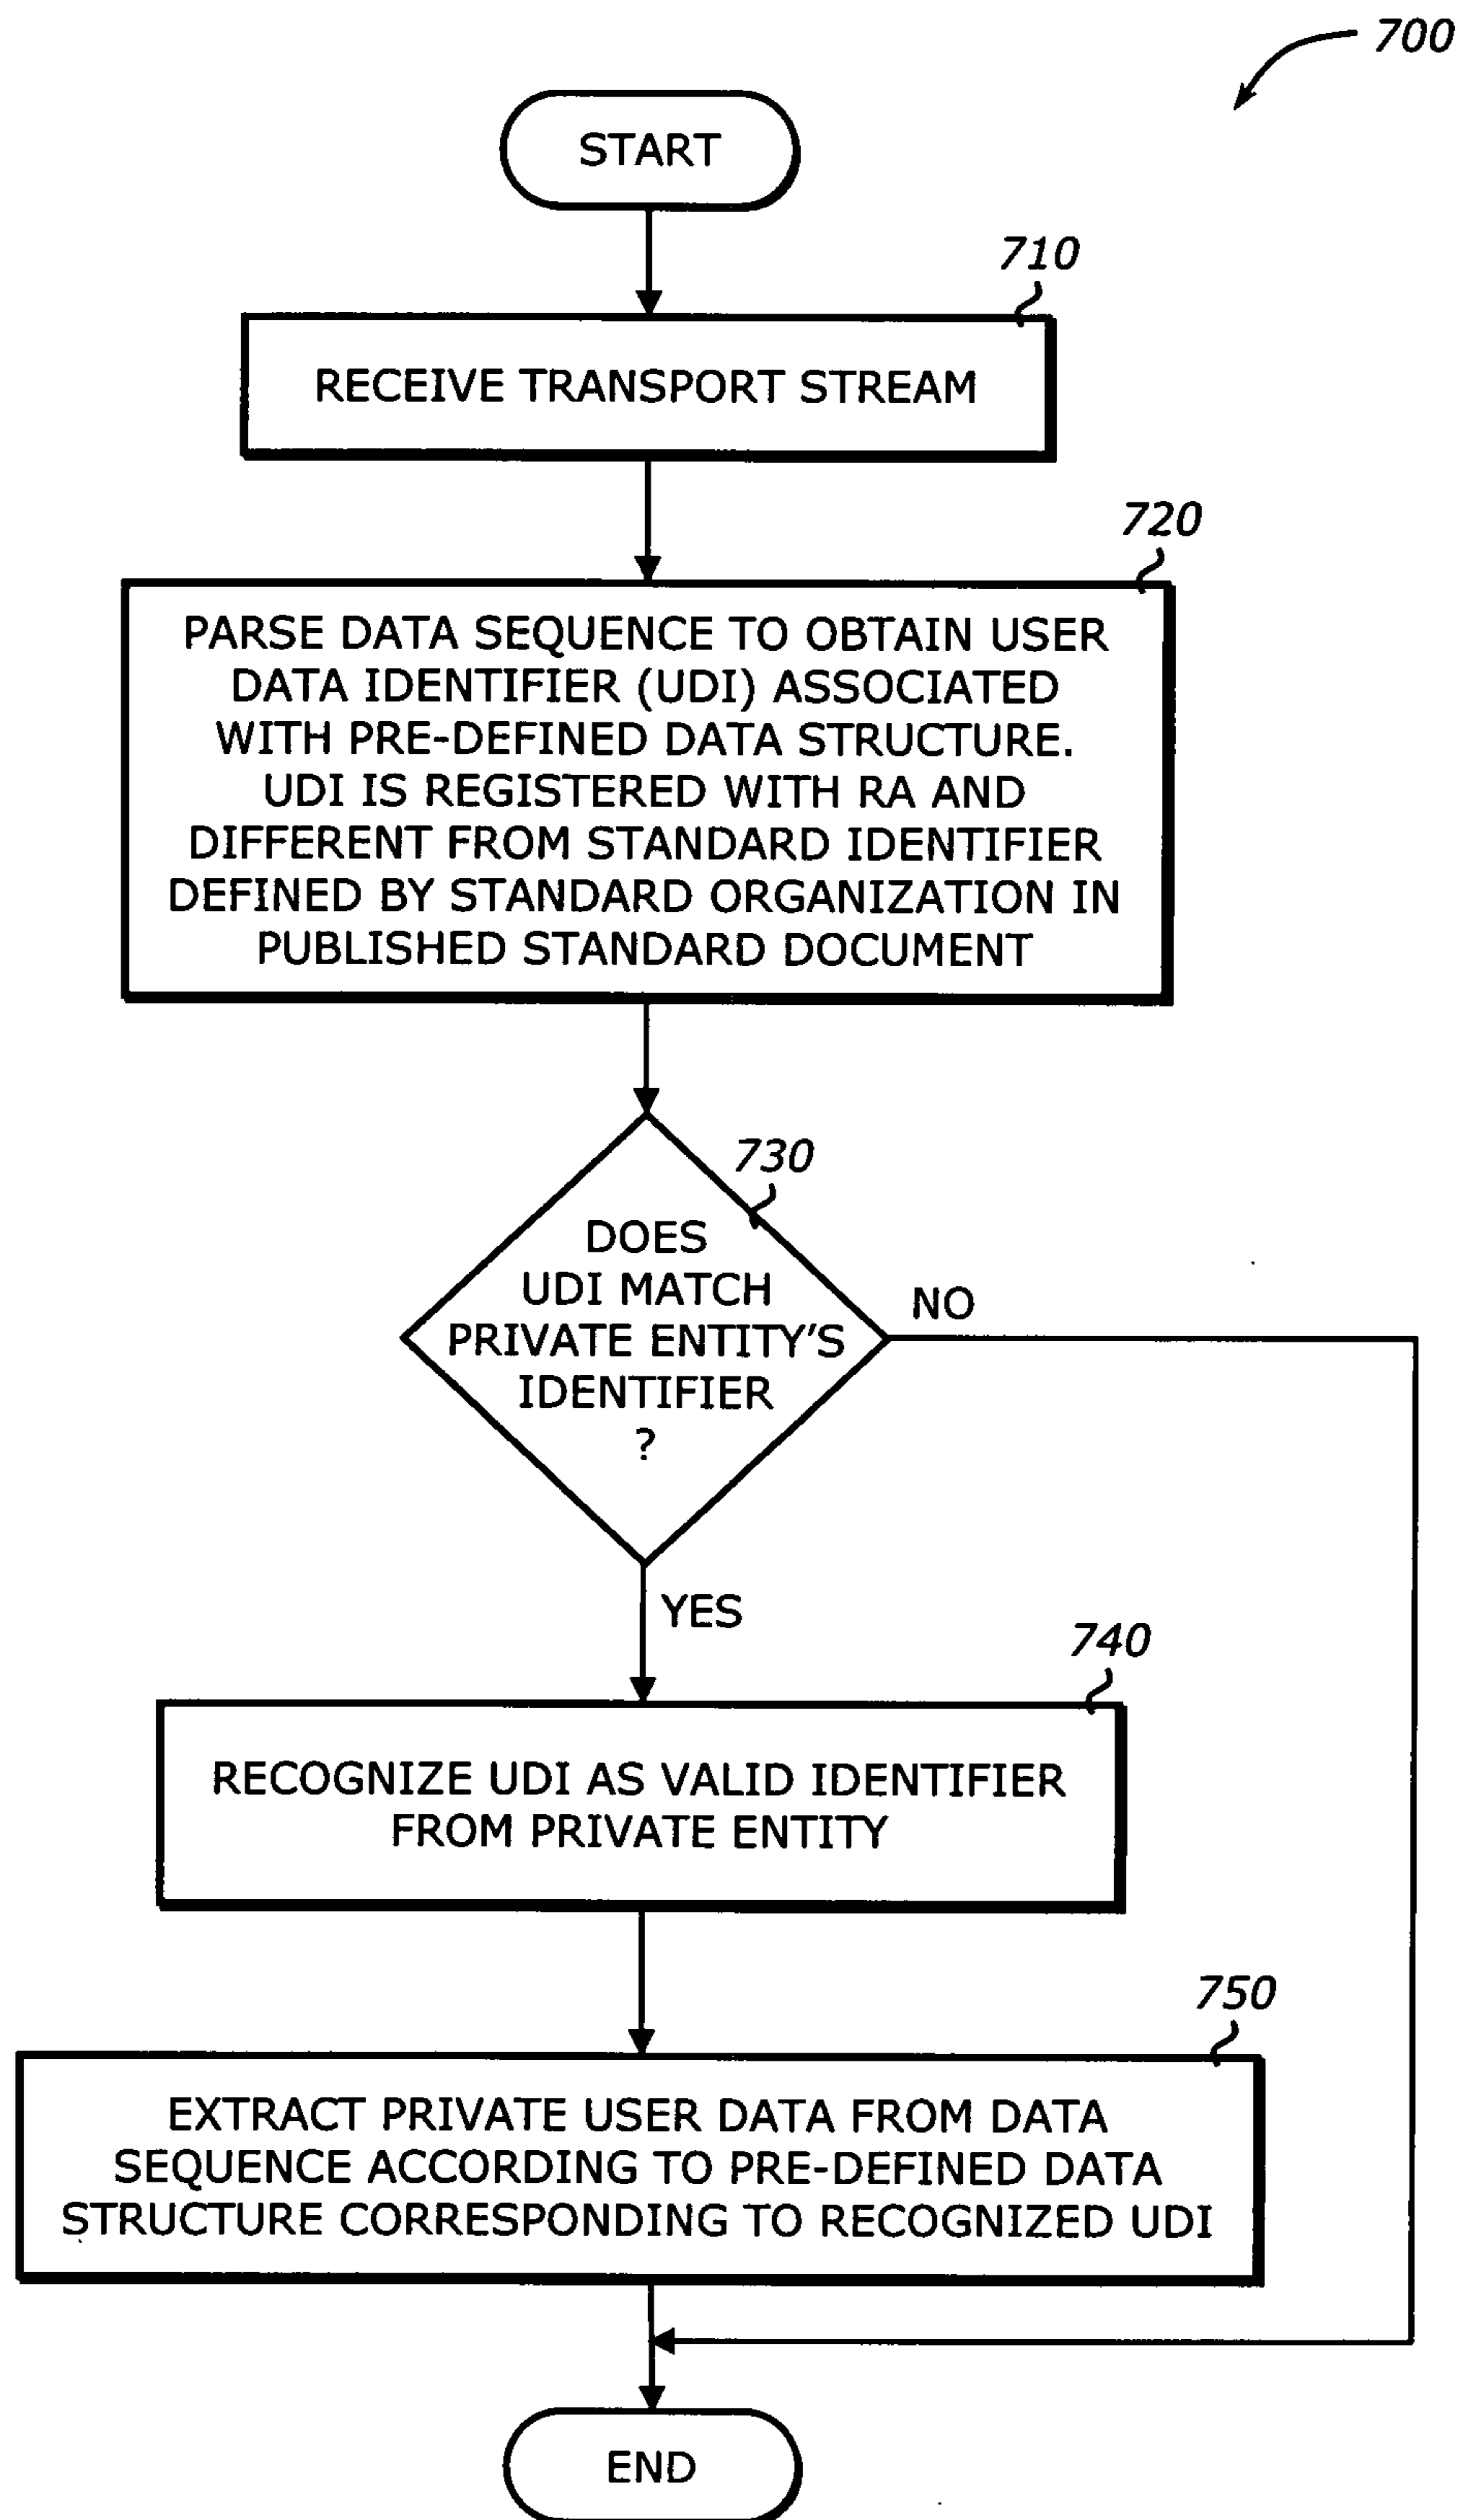 700
START
710
RECEIVE TRANSPORT STREAM
720
PARSE DATA SEQUENCE TO OBTAIN USER
DATA IDENTIFIER (UDI) ASSOCIATED
WITH PRE-DEFINED DATA STRUCTURE.
UDI IS REGISTERED WITH RA AND
DIFFERENT FROM STANDARD IDENTIFIER
DEFINED BY STANDARD ORGANIZATION IN
PUBLISHED STANDARD DOCUMENT
730
DOES
UDI MATCH
PRIVATE ENTITY'S
IDENTIFIER
?
NO
YES
740
RECOGNIZE UDI AS VALID IDENTIFIER
FROM PRIVATE ENTITY
750
EXTRACT PRIVATE USER DATA FROM DATA
SEQUENCE ACCORDING TO PRE-DEFINED DATA
STRUCTURE CORRESPONDING TO RECOGNIZED UDI
END